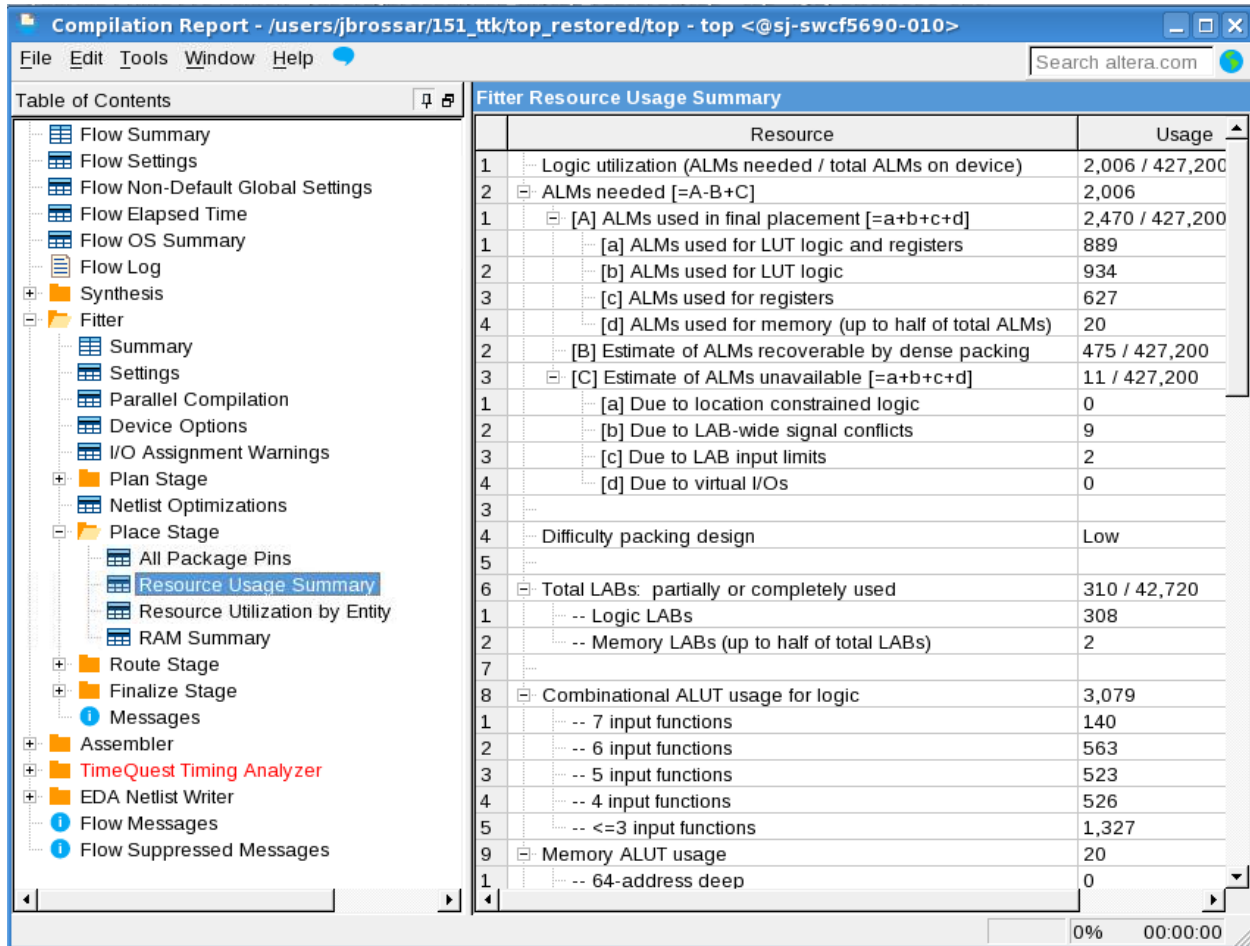 Compilation Report - /users/jbrossar/151_ttk/top_restored/top - top <@sj-swcf5690-010>
File Edit Tools Window Help
Search altera.com
Table of Contents
Flow Summary
Flow Settings
Flow Non-Default Global Settings
Flow Elapsed Time
Flow OS Summary
Flow Log
Synthesis
Fitter
Summary
Settings
Parallel Compilation
Device Options
I/O Assignment Warnings
Plan Stage
Netlist Optimizations
Place Stage
All Package Pins
Resource Usage Summary
Resource Utilization by Entity
RAM Summary
Route Stage
Finalize Stage
Messages
Assembler
TimeQuest Timing Analyzer
EDA Netlist Writer
Flow Messages
Flow Suppressed Messages
Fitter Resource Usage Summary
Resource Usage
1 Logic utilization (ALMs needed / total ALMs on device) 2,006 / 427,200
2 ALMs needed [=A-B+C] 2,006
1 [A] ALMs used in final placement [=a+b+c+d] 2,470 / 427,200
1 [a] ALMs used for LUT logic and registers 889
2 [b] ALMs used for LUT logic 934
3 [c] ALMs used for registers 627
4 [d] ALMs used for memory (up to half of total ALMs) 20
2 [B] Estimate of ALMs recoverable by dense packing 475 / 427,200
3 [C] Estimate of ALMs unavailable [=a+b+c+d] 11 / 427,200
1 [a] Due to location constrained logic 0
2 [b] Due to LAB-wide signal conflicts 9
3 [c] Due to LAB input limits 2
4 [d] Due to virtual I/Os 0
3
4 Difficulty packing design Low
5
6 Total LABs: partially or completely used 310 / 42,720
1 -- Logic LABs 308
2 -- Memory LABs (up to half of total LABs) 2
7
8 Combinational ALUT usage for logic 3,079
1 -- 7 input functions 140
2 -- 6 input functions 563
3 -- 5 input functions 523
4 -- 4 input functions 526
5 -- <=3 input functions 1,327
9 Memory ALUT usage 20
1 -- 64-address deep 0
0% 00:00:00